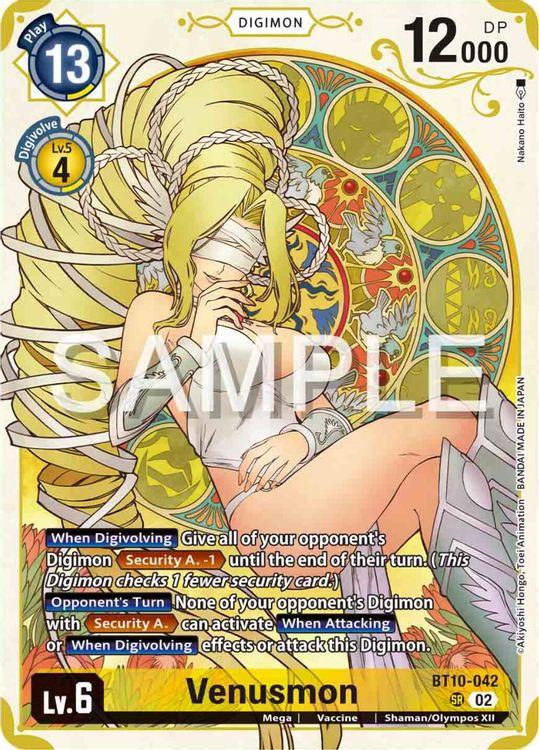 DIGIMON
Play
13
DP
12000
Digivolve
Lv.5
4
Nakano Haito
SAMPLE
©Akiyoshi Hongo, Toei Animation BANDAI MADE IN JAPAN
When Digivolving Give all of your opponent's
Digimon Security A. -1 until the end of their turn. (This
Digimon checks 1 fewer security card.)
Opponent's Turn None of your opponent's Digimon
with Security A. can activate When Attacking
or When Digivolving effects or attack this Digimon.
BT10-042
Lv.6
Venusmon
SR 02
Mega | Vaccine | Shaman/Olympos XII